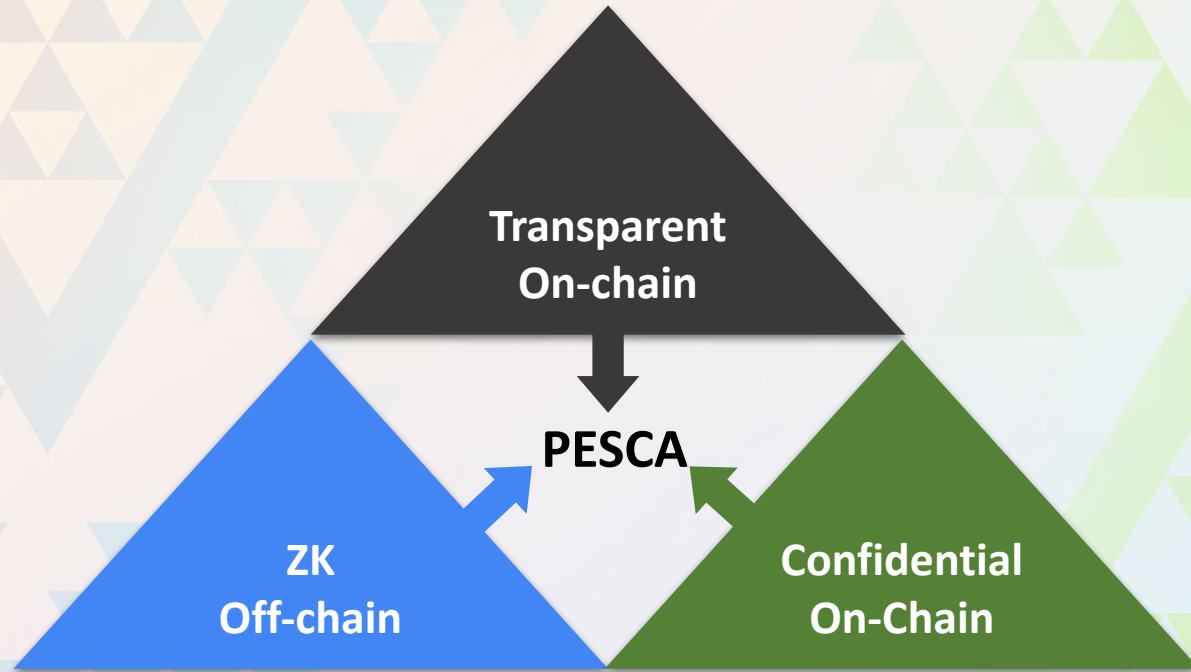 Transparent
On-chain
PESCA
ZK
Off-chain
Confidential
On-Chain